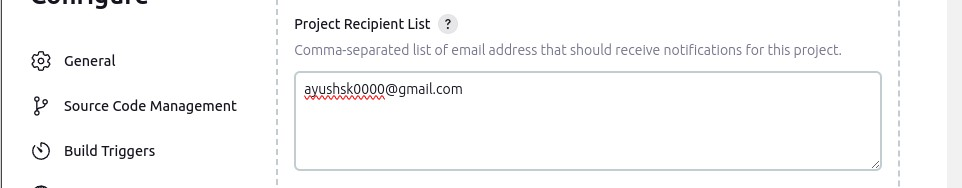 Configure
General
Source Code Management
Build Triggers
Project Recipient List ?
Comma-separated list of email address that should receive notifications for this project.
ayushsk0000@gmail.com